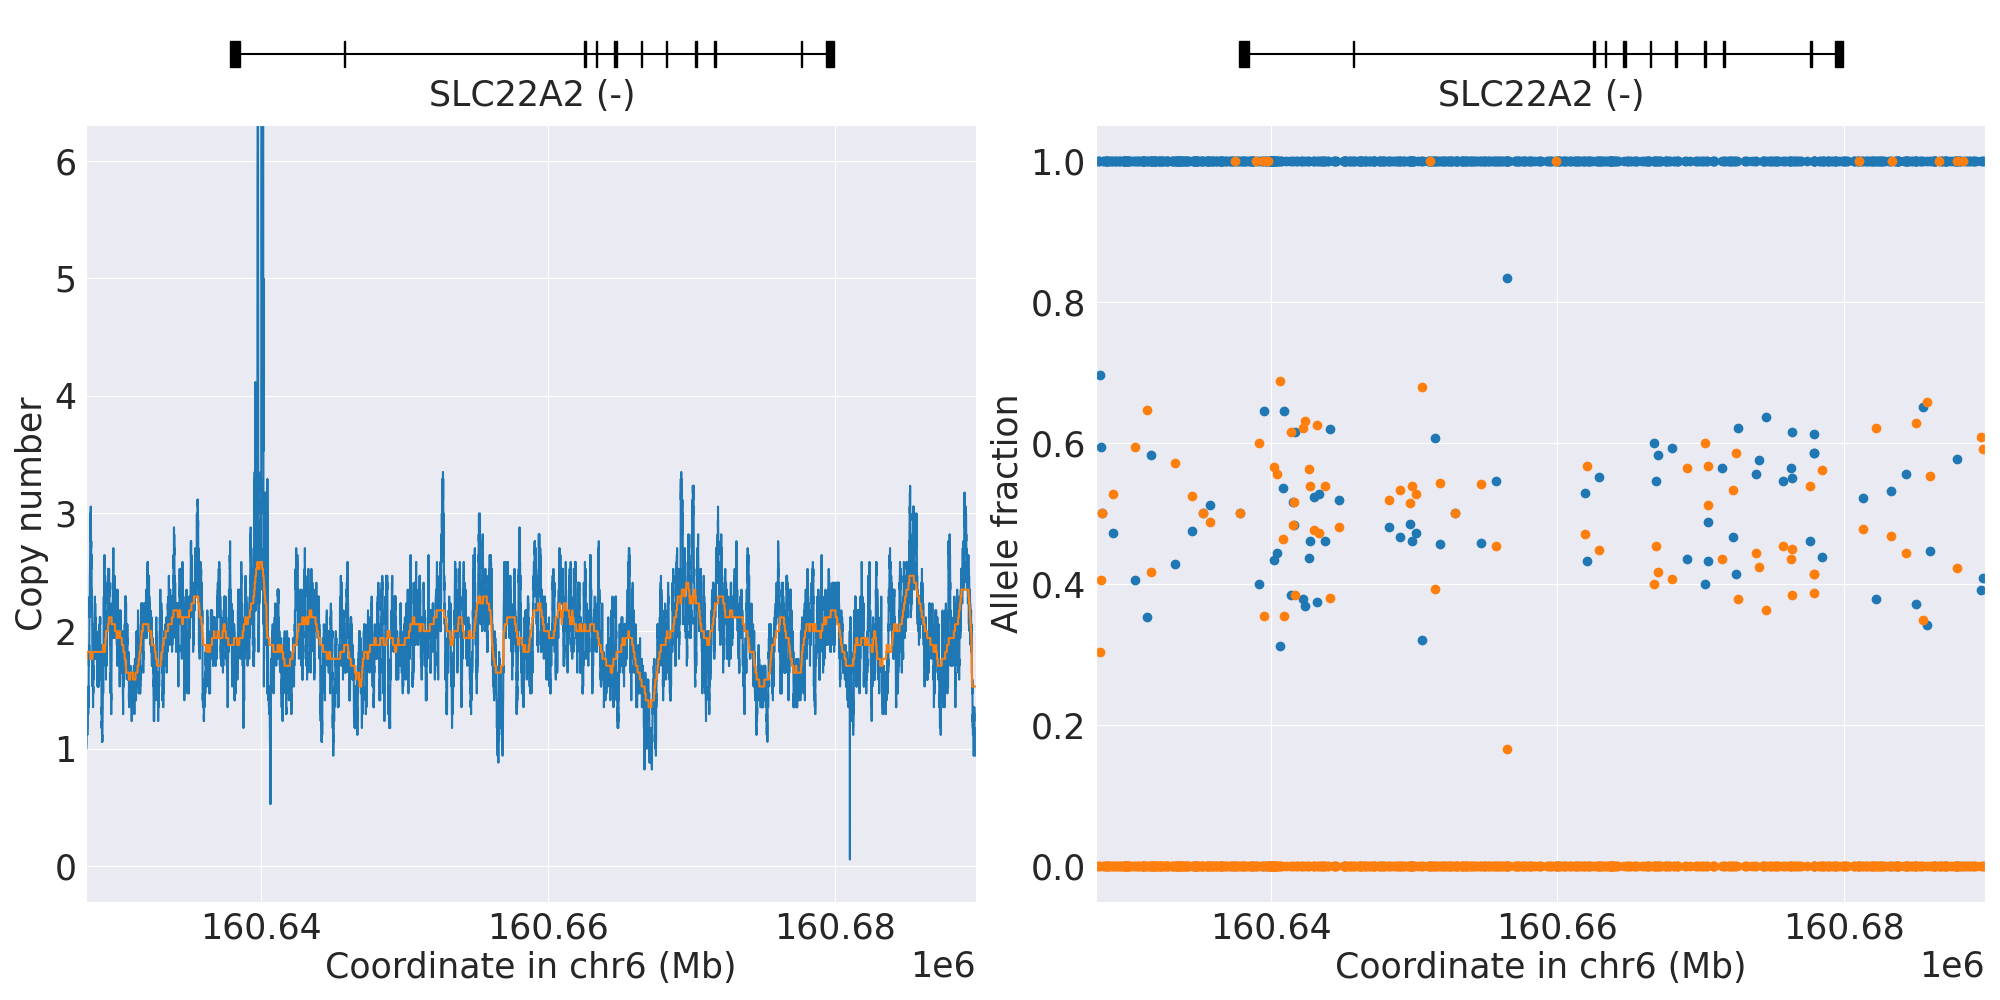 SLC22A2 (-)
6
5
4
3
2
1
0
Copy number
160.64
160.66
160.68
Coordinate in chr6 (Mb)
1e6
SLC22A2 (-)
1.0
0.8
0.6
0.4
0.2
0.0
Allele fraction
160.64
160.66
160.68
Coordinate in chr6 (Mb)
1e6